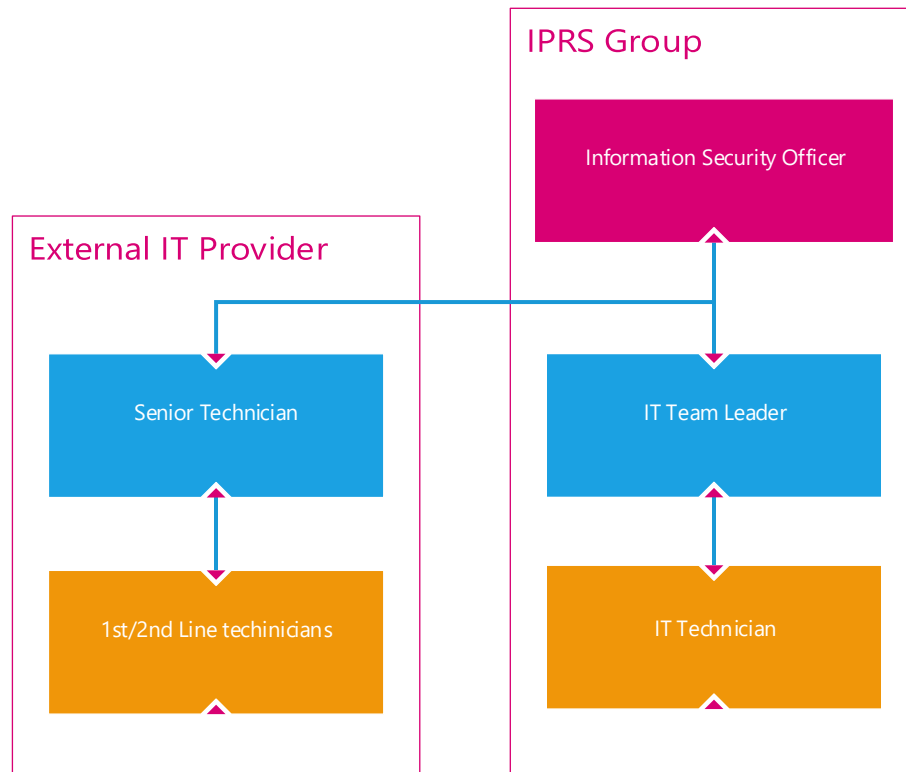 IPRS Group
Information Security Officer
External IT Provider
Senior Technician
IT Team Leader
1st/2nd Line techinicians
IT Technician